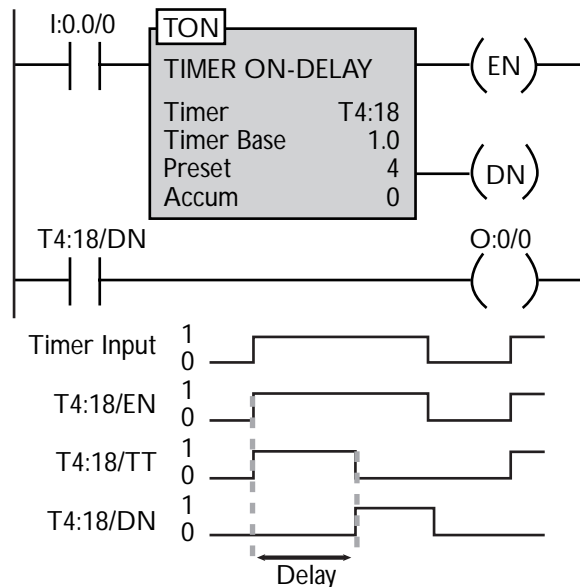 I:0.0/0
TON
TIMER ON-DELAY
EN
Timer T4:18
Timer Base 1.0
Preset 4
DN
Accum 0
T4:18/DN O:0/0
Timer Input 1
0
T4:18/EN 1
0
T4:18/TT 1
0
T4:18/DN 1
0
Delay